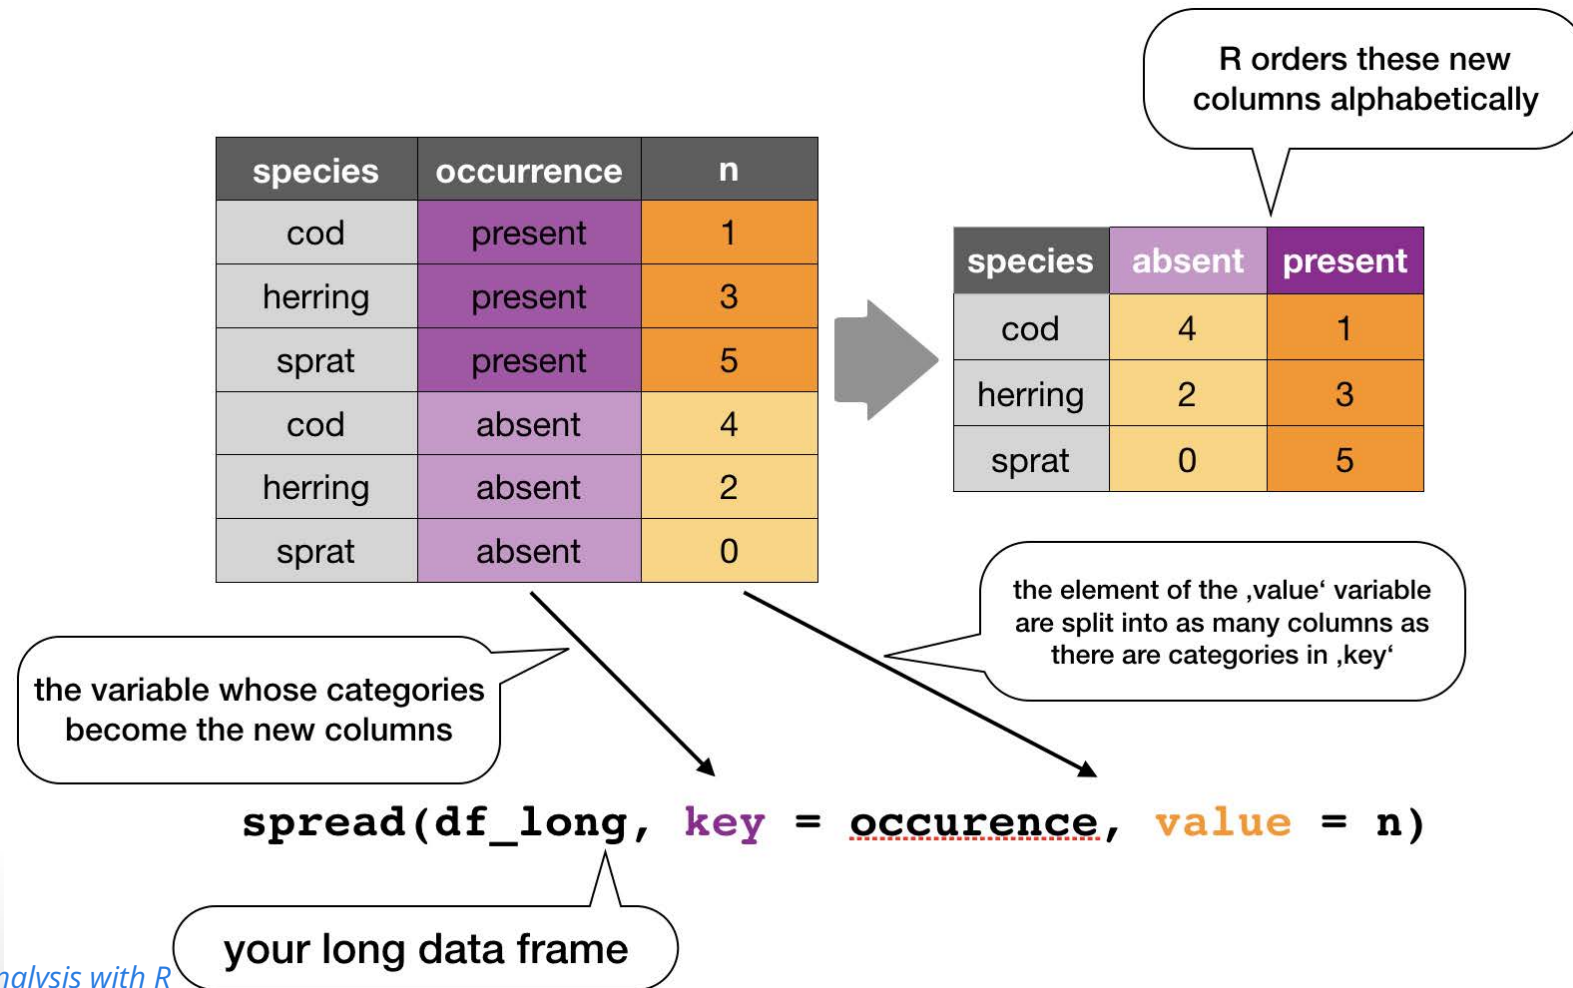 R orders these new
columns alphabetically
species occurrence n
cod present 1
herring present 3
sprat present 5
cod absent 4
herring absent 2
sprat absent 0
species absent present
cod 4 1
herring 2 3
sprat 0 5
the element of the ‚value‘ variable
are split into as many columns as
there are categories in ‚key‘
the variable whose categories
become the new columns
spread(df_long, key = occurence, value = n)
your long data frame
with R